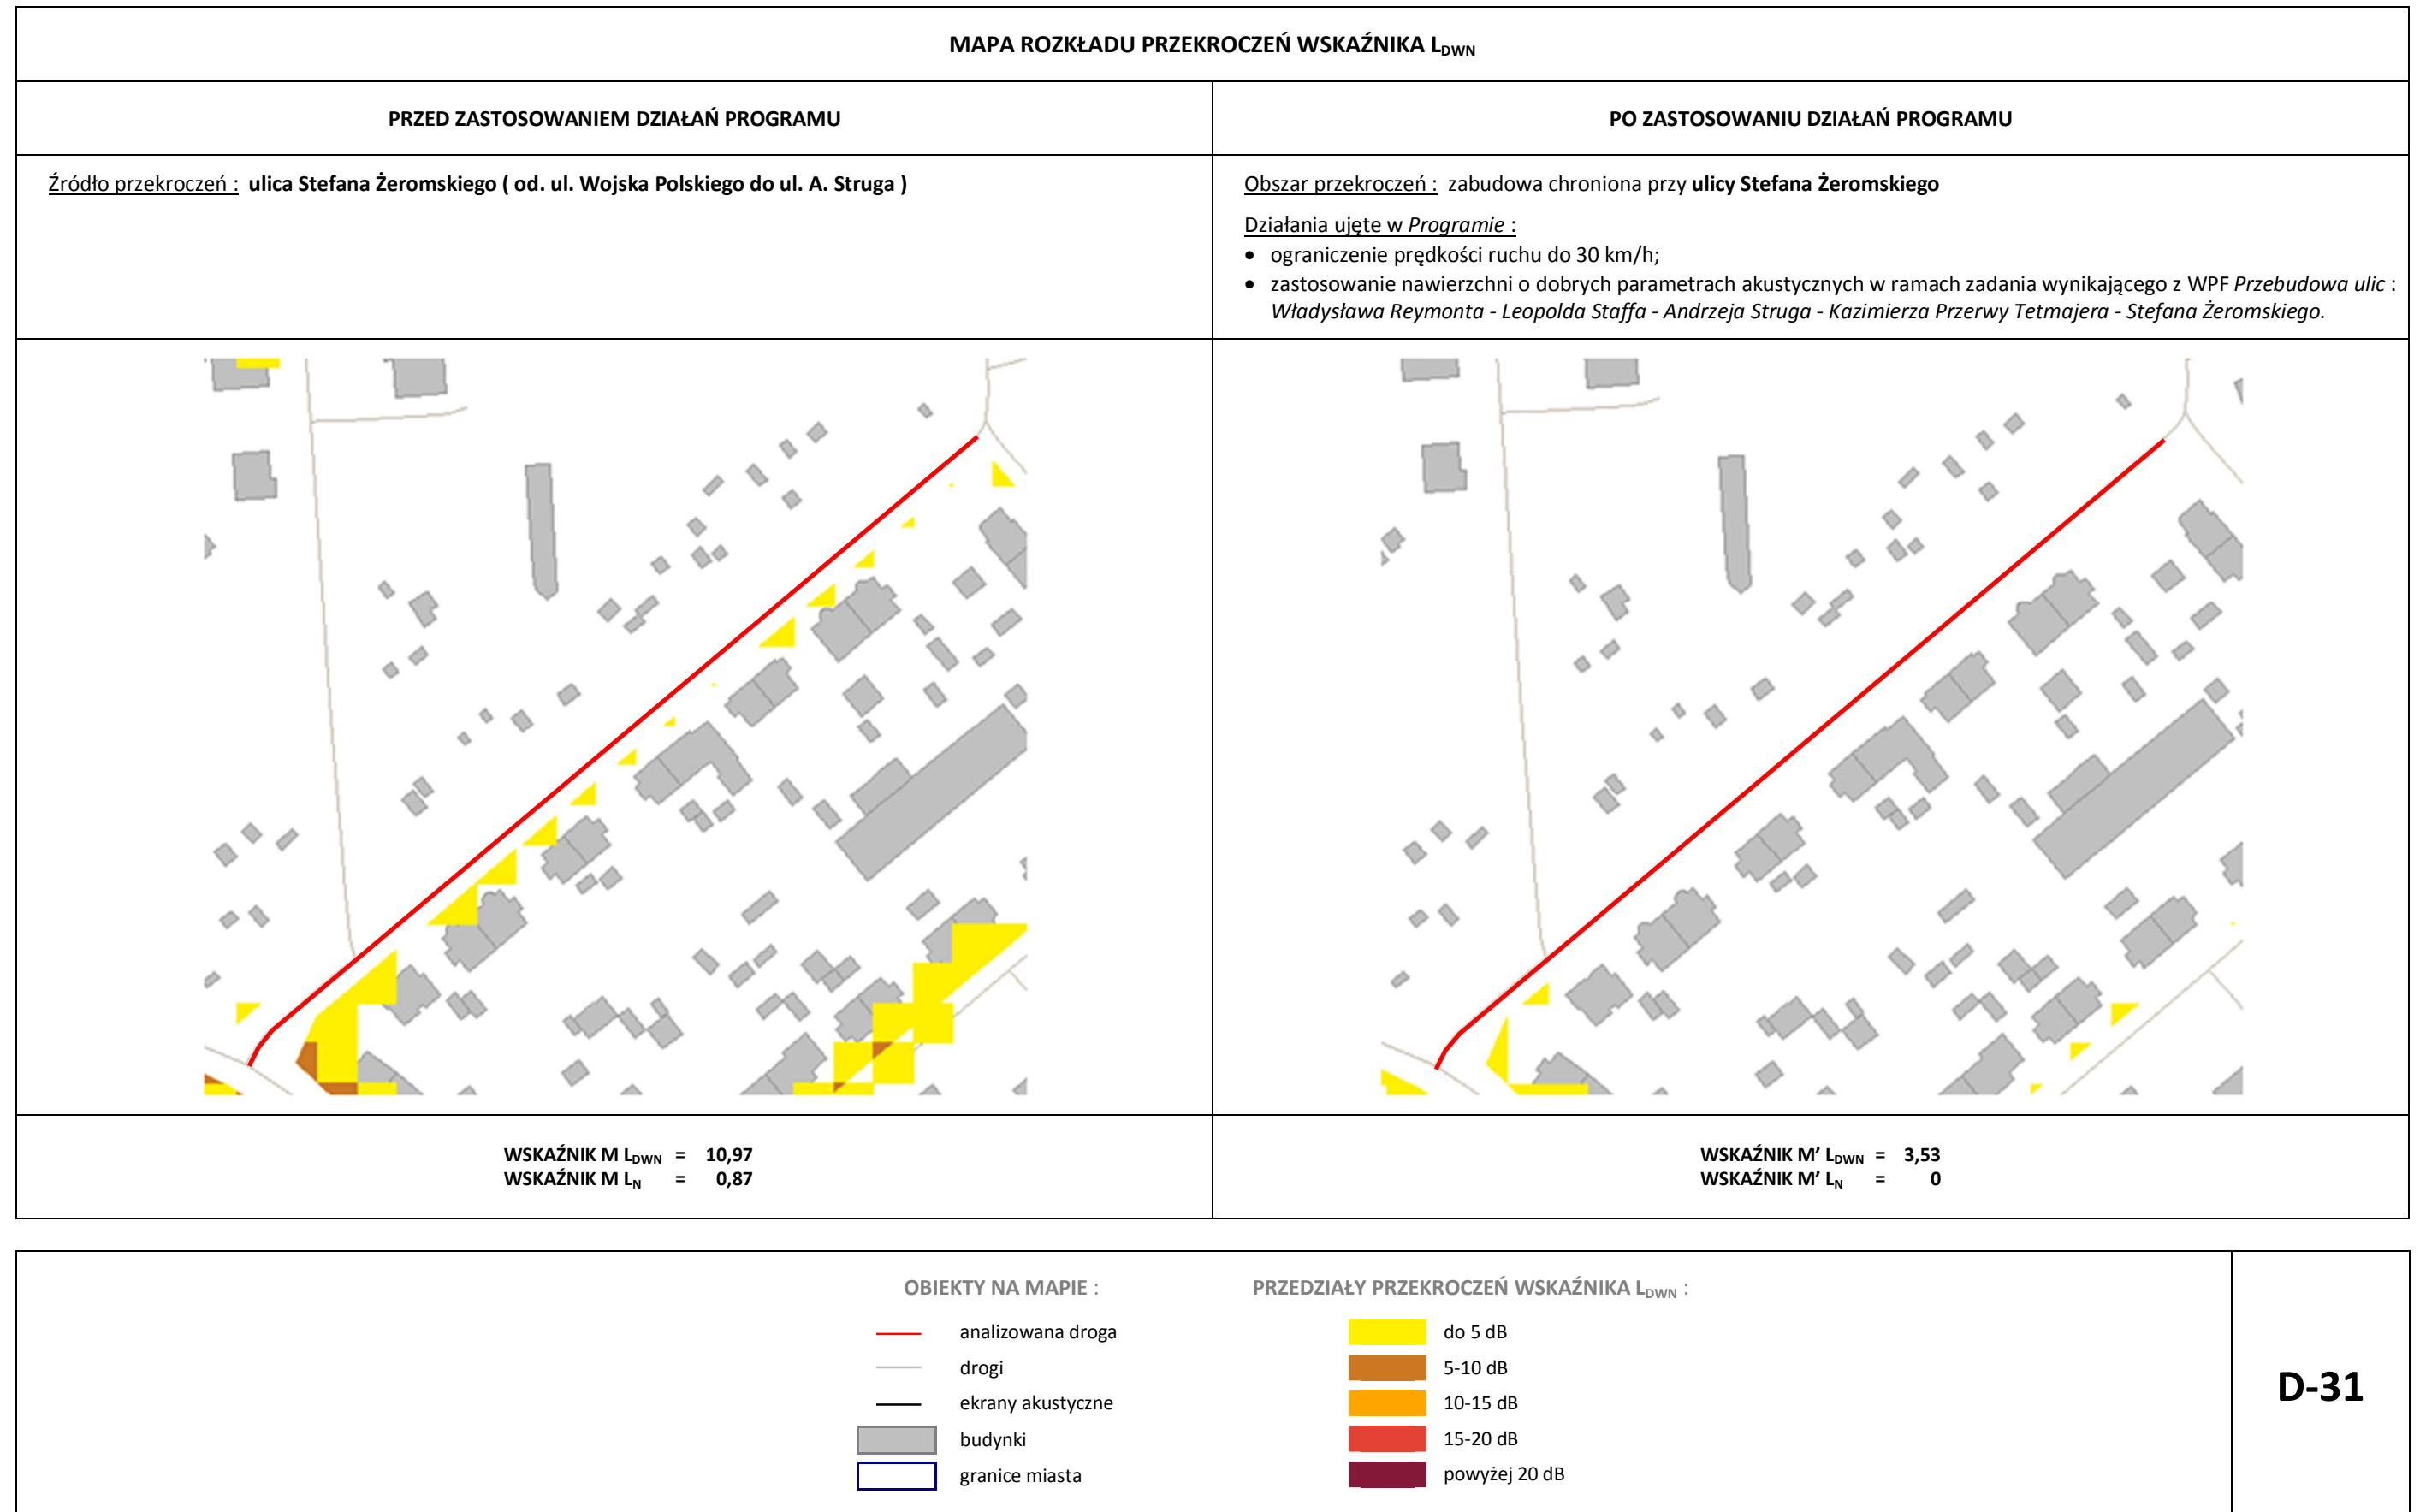 MAPA ROZKŁADU PRZEKROCZEŃ WSKAŹNIKA LDWN
PRZED ZASTOSOWANIEM DZIAŁAŃ PROGRAMU
PO ZASTOSOWANIU DZIAŁAŃ PROGRAMU
Źródło przekroczeń : ulica Stefana Żeromskiego ( od. ul. Wojska Polskiego do ul. A. Struga )
Obszar przekroczeń : zabudowa chroniona przy ulicy Stefana Żeromskiego
Działania ujęte w Programie :
• ograniczenie prędkości ruchu do 30 km/h;
• zastosowanie nawierzchni o dobrych parametrach akustycznych w ramach zadania wynikającego z WPF Przebudowa ulic :
Władysława Reymonta - Leopolda Staffa - Andrzeja Struga - Kazimierza Przerwy Tetmajera - Stefana Żeromskiego.
WSKAŹNIK M LDWN = 10,97
WSKAŹNIK M LN = 0,87
WSKAŹNIK M’ LDWN = 3,53
WSKAŹNIK M’ LN = 0
OBIEKTY NA MAPIE :
analizowana droga
drogi
ekrany akustyczne
budynki
granice miasta
PRZEDZIAŁY PRZEKROCZEŃ WSKAŹNIKA LDWN :
do 5 dB
5-10 dB
10-15 dB
15-20 dB
powyżej 20 dB
D-31